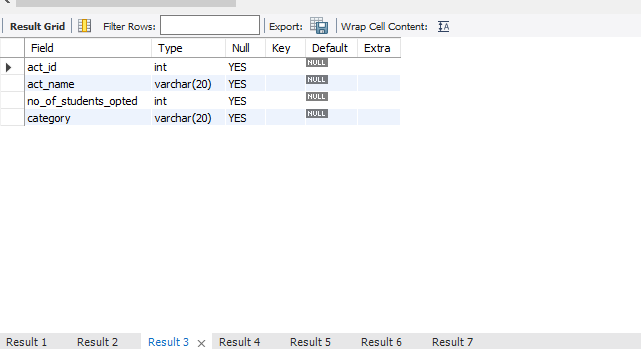 Result Grid Filter Rows: Export: Wrap Cell Content: IA
Field Type Null Key Default Extra
act_id int YES NULL
act_name varchar(20) YES NULL
no_of_students_opted int YES NULL
category varchar(20) YES NULL
Result 1 Result 2 Result 3 × Result 4 Result 5 Result 6 Result 7